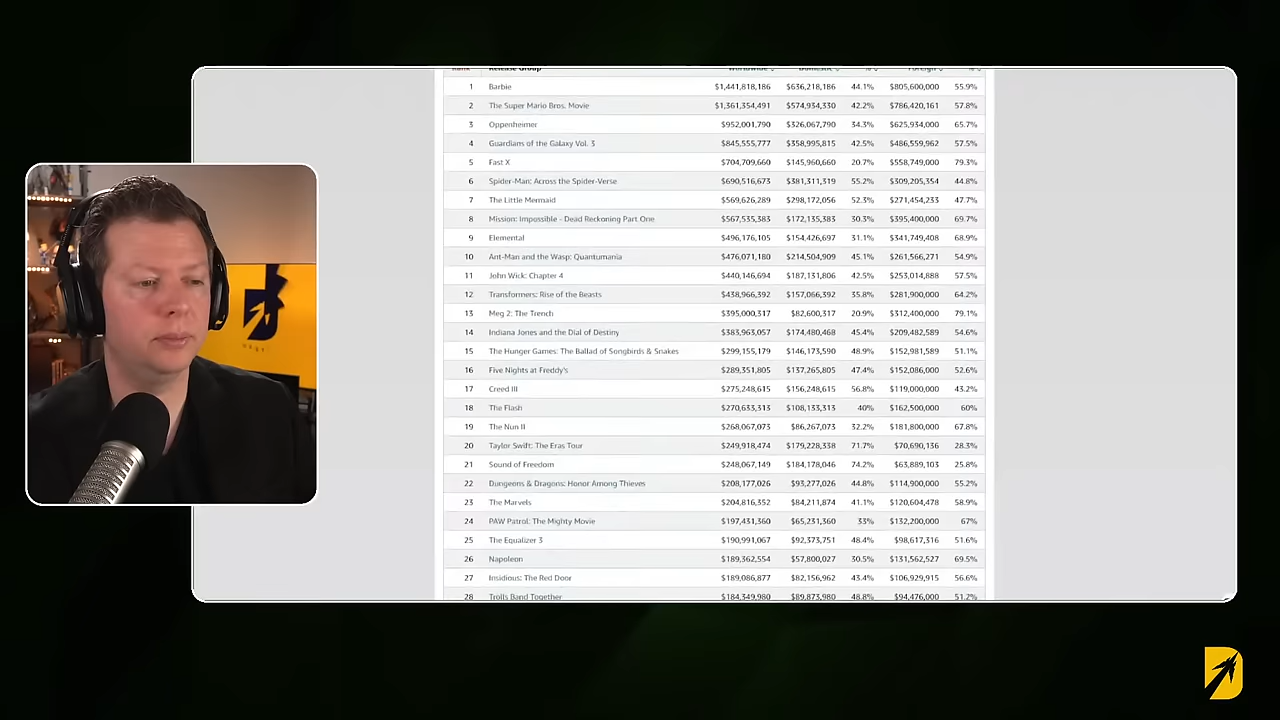 Rank Release Group Worldwide Domestic % Foreign %
1 Barbie $1,441,818,186 $636,218,186 44.1% $805,600,000 55.9%
2 The Super Mario Bros. Movie $1,361,354,491 $574,934,330 42.2% $786,420,161 57.8%
3 Oppenheimer $952,001,790 $326,067,790 34.3% $625,934,000 65.7%
4 Guardians of the Galaxy Vol. 3 $845,555,777 $358,995,815 42.5% $486,559,962 57.5%
5 Fast X $704,709,660 $145,960,660 20.7% $558,749,000 79.3%
6 Spider-Man: Across the Spider-Verse $690,516,673 $381,311,319 55.2% $309,205,354 44.8%
7 The Little Mermaid $569,626,289 $298,172,056 52.3% $271,454,233 47.7%
8 Mission: Impossible - Dead Reckoning Part One $567,535,383 $172,135,383 30.3% $395,400,000 69.7%
9 Elemental $496,176,105 $154,426,697 31.1% $341,749,408 68.9%
10 Ant-Man and the Wasp: Quantumania $476,071,180 $214,504,909 45.1% $261,566,271 54.9%
11 John Wick: Chapter 4 $440,146,694 $187,131,806 42.5% $253,014,888 57.5%
12 Transformers: Rise of the Beasts $438,966,392 $157,066,392 35.8% $281,900,000 64.2%
13 Meg 2: The Trench $395,000,317 $82,600,317 20.9% $312,400,000 79.1%
14 Indiana Jones and the Dial of Destiny $383,963,057 $174,480,468 45.4% $209,482,589 54.6%
15 The Hunger Games: The Ballad of Songbirds & Snakes $299,155,179 $146,173,590 48.9% $152,981,589 51.1%
16 Five Nights at Freddy's $289,351,805 $137,265,805 47.4% $152,086,000 52.6%
17 Creed III $275,248,615 $156,248,615 56.8% $119,000,000 43.2%
18 The Flash $270,633,313 $108,133,313 40% $162,500,000 60%
19 The Nun II $268,067,073 $86,267,073 32.2% $181,800,000 67.8%
20 Taylor Swift: The Eras Tour $249,918,474 $179,228,338 71.7% $70,690,136 28.3%
21 Sound of Freedom $248,067,149 $184,178,046 74.2% $63,889,103 25.8%
22 Dungeons & Dragons: Honor Among Thieves $208,177,026 $93,277,026 44.8% $114,900,000 55.2%
23 The Marvels $204,816,352 $84,211,874 41.1% $120,604,478 58.9%
24 PAW Patrol: The Mighty Movie $197,431,360 $65,231,360 33% $132,200,000 67%
25 The Equalizer 3 $190,991,067 $92,373,751 48.4% $98,617,316 51.6%
26 Napoleon $189,362,554 $57,800,027 30.5% $131,562,527 69.5%
27 Insidious: The Red Door $189,086,877 $82,156,962 43.4% $106,929,915 56.6%
28 Trolls Band Together $184,349,980 $89,873,980 48.8% $94,476,000 51.2%